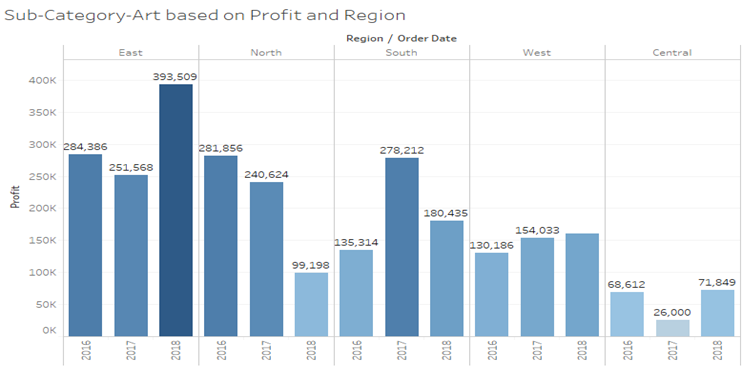 Sub-Category-Art based on Profit and Region
Region / Order Date
East North South West Central
400K
350K
300K
250K
200K
150K
100K
50K
0K
Profit
284,386 251,568 393,509 281,856 240,624 99,198 135,314 278,212 180,435 130,186 154,033 68,612 26,000 71,849
2016 2017 2018 2016 2017 2018 2016 2017 2018 2016 2017 2018 2016 2017 2018